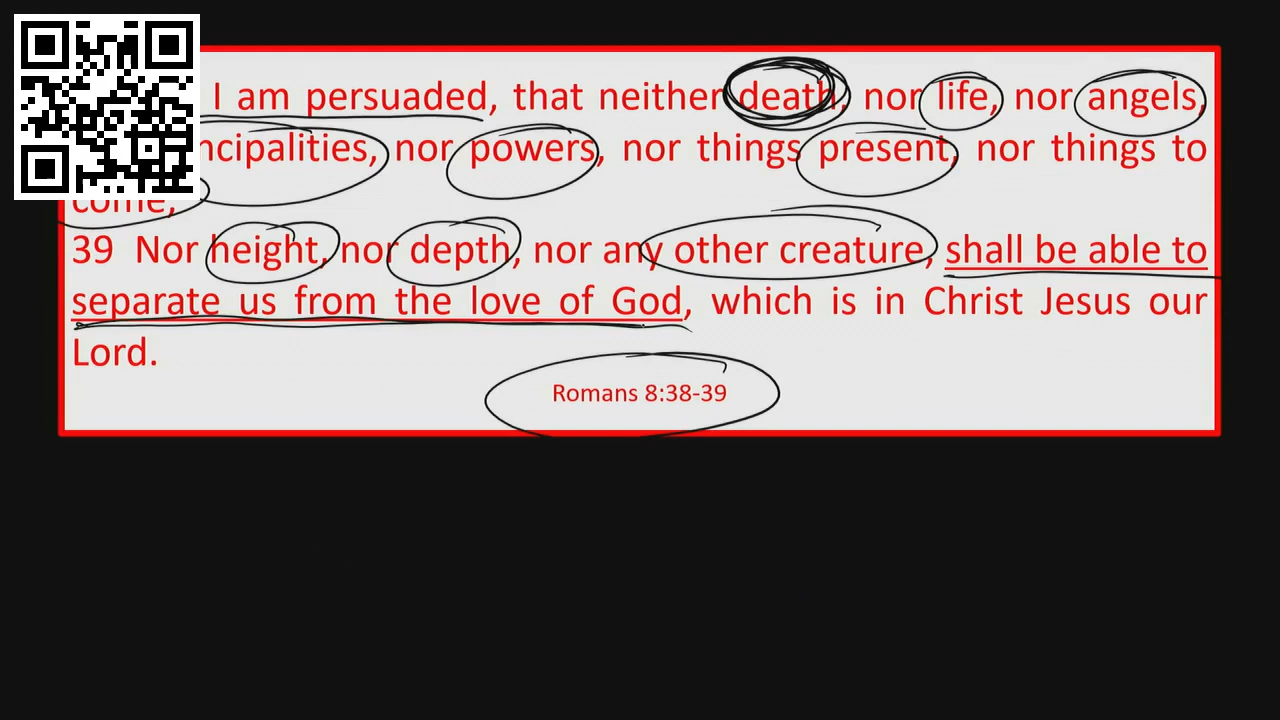 I am persuaded, that neither death, nor life, nor angels,
ncipalities, nor powers, nor things present, nor things to
come,
39 Nor height, nor depth, nor any other creature, shall be able to
separate us from the love of God, which is in Christ Jesus our
Lord.
Romans 8:38-39